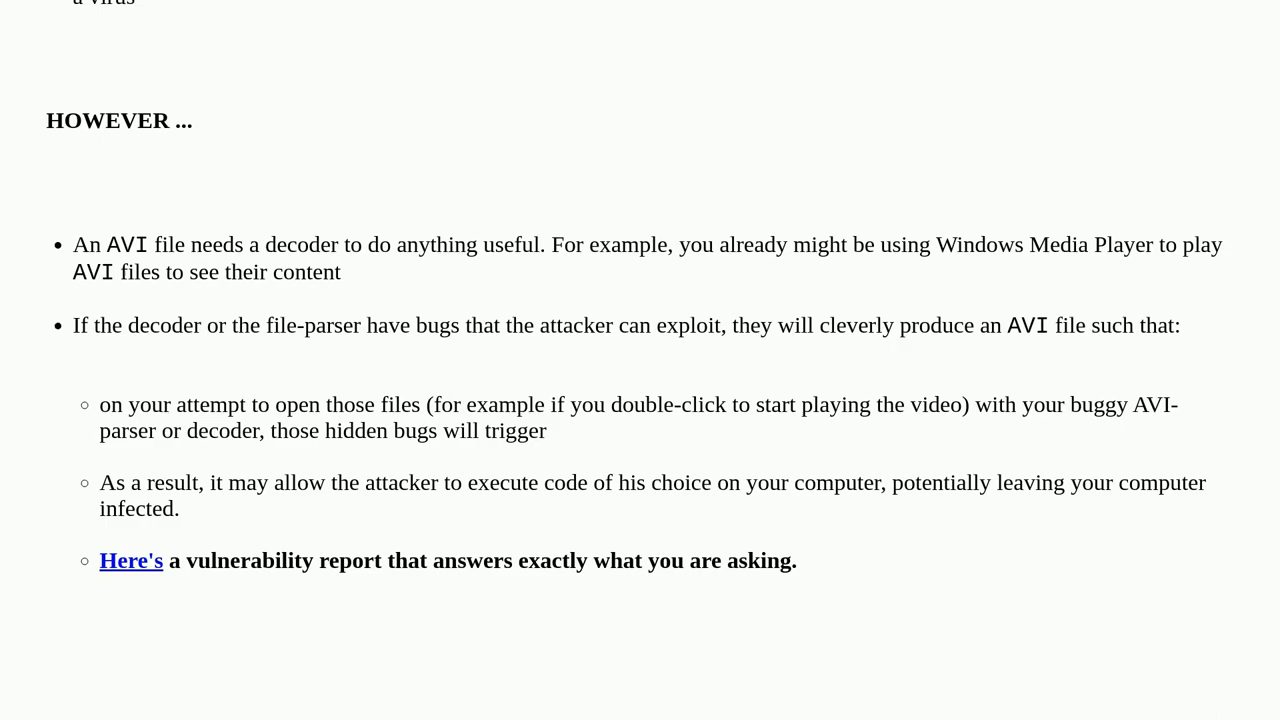 a virus
HOWEVER ...
An AVI file needs a decoder to do anything useful. For example, you already might be using Windows Media Player to play
AVI files to see their content
If the decoder or the file-parser have bugs that the attacker can exploit, they will cleverly produce an AVI file such that:
on your attempt to open those files (for example if you double-click to start playing the video) with your buggy AVI-
parser or decoder, those hidden bugs will trigger
As a result, it may allow the attacker to execute code of his choice on your computer, potentially leaving your computer
infected.
Here's a vulnerability report that answers exactly what you are asking.